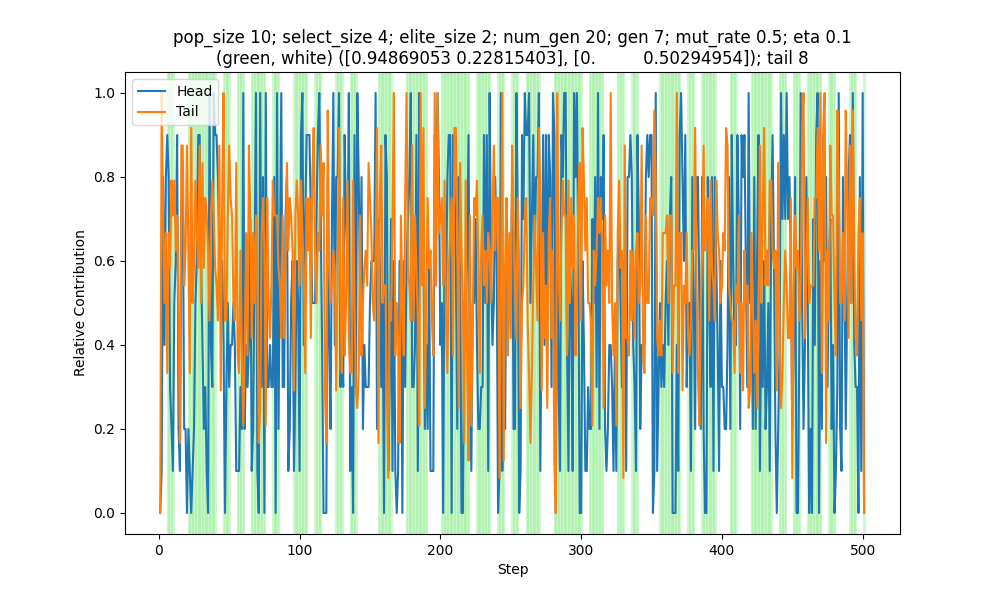 pop_size 10; select_size 4; elite_size 2; num_gen 20; gen 7; mut_rate 0.5; eta 0.1
(green, white) ([0.94869053 0.22815403], [0. 0.50294954]); tail 8
Head
Tail
1.0
0.8
0.6
0.4
0.2
0.0
Relative Contribution
0
100
200
300
400
500
Step